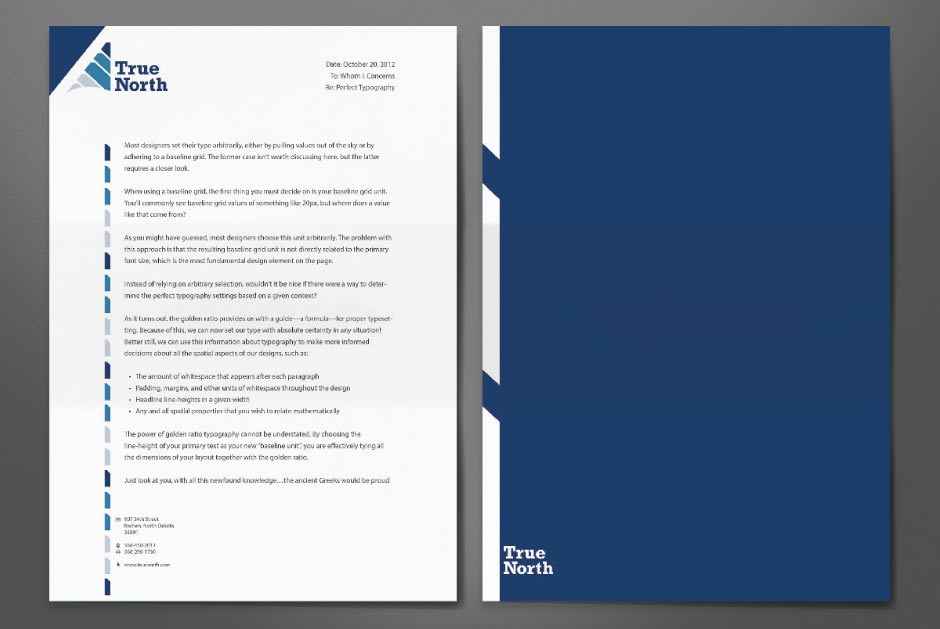 True
North
Date: October 20, 2012
To: Whom I. Concerns
Re: Perfect Typography
Most designers set their type arbitrarily, either by pulling values out of the sky or by
adhering to a baseline grid. The former case isn't worth discussing here, but the latter
requires a closer look.
When using a baseline grid, the first thing you must decide on is your baseline grid unit.
You'll commonly see baseline grid values of something like 20px, but where does a value
like that come from?
As you might have guessed, most designers choose this unit arbitrarily. The problem with
this approach is that the resulting baseline grid unit is not directly related to the primary
font size, which is the most fundamental design element on the page.
Instead of relying on arbitrary selection, wouldn't it be nice if there were a way to deter-
mine the perfect typography settings based on a given context?
As it turns out, the golden ratio provides us with a guide—a formula—for proper typeset-
ting. Because of this, we can now set our type with absolute certainty in any situation!
Better still, we can use this information about typography to make more informed
decisions about all the spatial aspects of our designs, such as:
• The amount of whitespace that appears after each paragraph
• Padding, margins, and other units of whitespace throughout the design
• Headline line-heights in a given width
• Any and all spatial properties that you wish to relate mathematically
The power of golden ratio typography cannot be understated. By choosing the
line-height of your primary text as your new "baseline unit", you are effectively tying all
the dimensions of your layout together with the golden ratio.
Just look at you, with all this newfound knowledge…the ancient Greeks would be proud
Street
North Dakota
www.truenorth.com
True
North